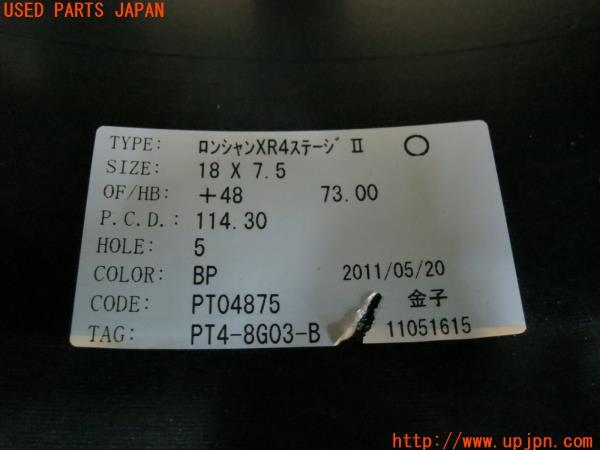 USED PARTS JAPAN
TYPE: ロンシャンXR4ステージ Ⅱ ○
SIZE: 18 X 7.5
OF/HB: +48 73.00
P.C.D.: 114.30
HOLE: 5
COLOR: BP 2011/05/20
CODE: PT04875 金子
TAG: PT4-8G03-B 11051615
http://www.upjpn.com/